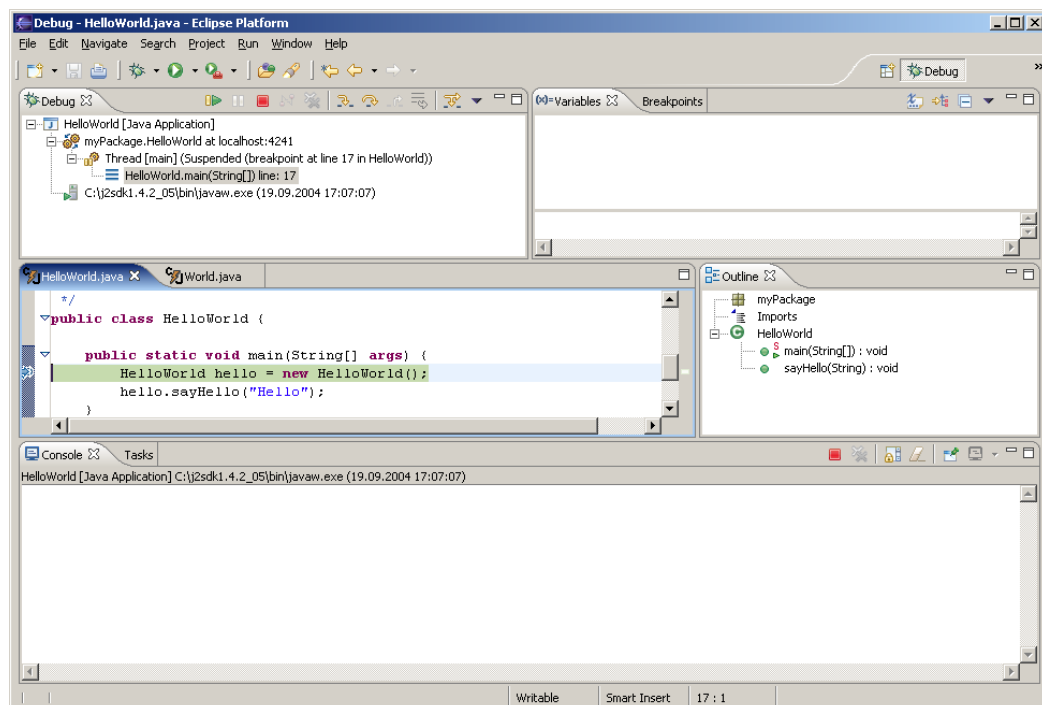 Debug - HelloWorld.java - Eclipse Platform
File Edit Navigate Search Project Run Window Help
Debug
»
Debug
HelloWorld [Java Application]
myPackage.HelloWorld at localhost:4241
Thread [main] (Suspended (breakpoint at line 17 in HelloWorld))
HelloWorld.main(String[]) line: 17
C:\j2sdk1.4.2_05\bin\javaw.exe (19.09.2004 17:07:07)
(x)=Variables Breakpoints
HelloWorld.java World.java
*/
public class HelloWorld {
public static void main(String[] args) {
HelloWorld hello = new HelloWorld();
hello.sayHello("Hello");
}
Outline
myPackage
Imports
HelloWorld
main(String[]) : void
sayHello(String) : void
Console Tasks
HelloWorld [Java Application] C:\j2sdk1.4.2_05\bin\javaw.exe (19.09.2004 17:07:07)
Writable Smart Insert 17 : 1